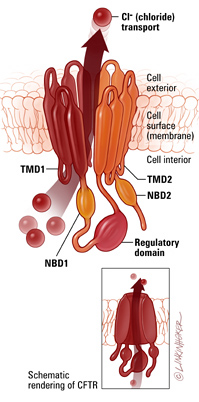 Cl⁻ (chloride)
transport
Cell
exterior
Cell
surface
(membrane)
Cell interior
TMD1
TMD2
NBD2
NBD1
Regulatory
domain
Schematic
rendering of CFTR